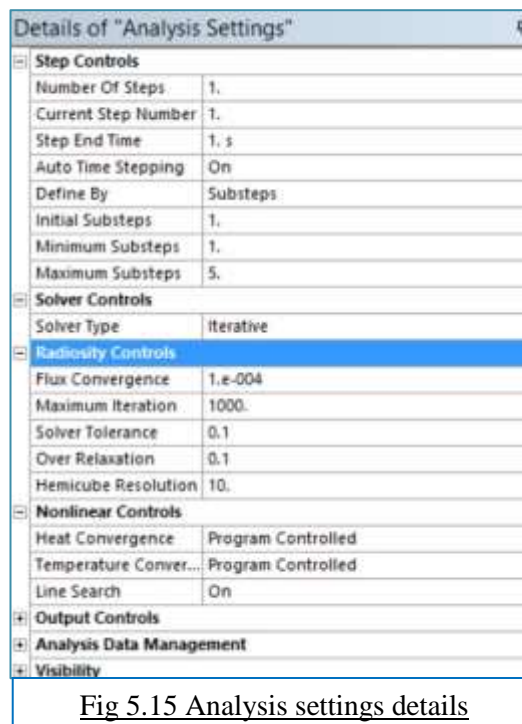 Details of "Analysis Settings"
Step Controls
Number Of Steps 1.
Current Step Number 1.
Step End Time 1. s
Auto Time Stepping On
Define By Substeps
Initial Substeps 1.
Minimum Substeps 1.
Maximum Substeps 5.
Solver Controls
Solver Type Iterative
Radiosity Controls
Flux Convergence 1.e-004
Maximum Iteration 1000.
Solver Tolerance 0.1
Over Relaxation 0.1
Hemicube Resolution 10.
Nonlinear Controls
Heat Convergence Program Controlled
Temperature Conver... Program Controlled
Line Search On
Output Controls
Analysis Data Management
Visibility
Fig 5.15 Analysis settings details